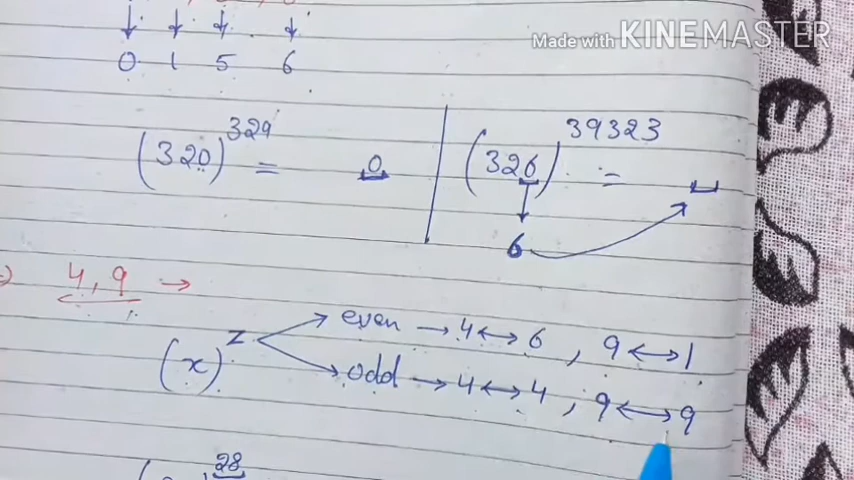 Made with KINEMASTER
0 1 5 6
(320)^329 = 0
(326)^39323 =
6
4, 9 →
(x)^z
even → 4 ↔ 6 , 9 ↔ 1
odd → 4 ↔ 4 , 9 ↔ 9
28